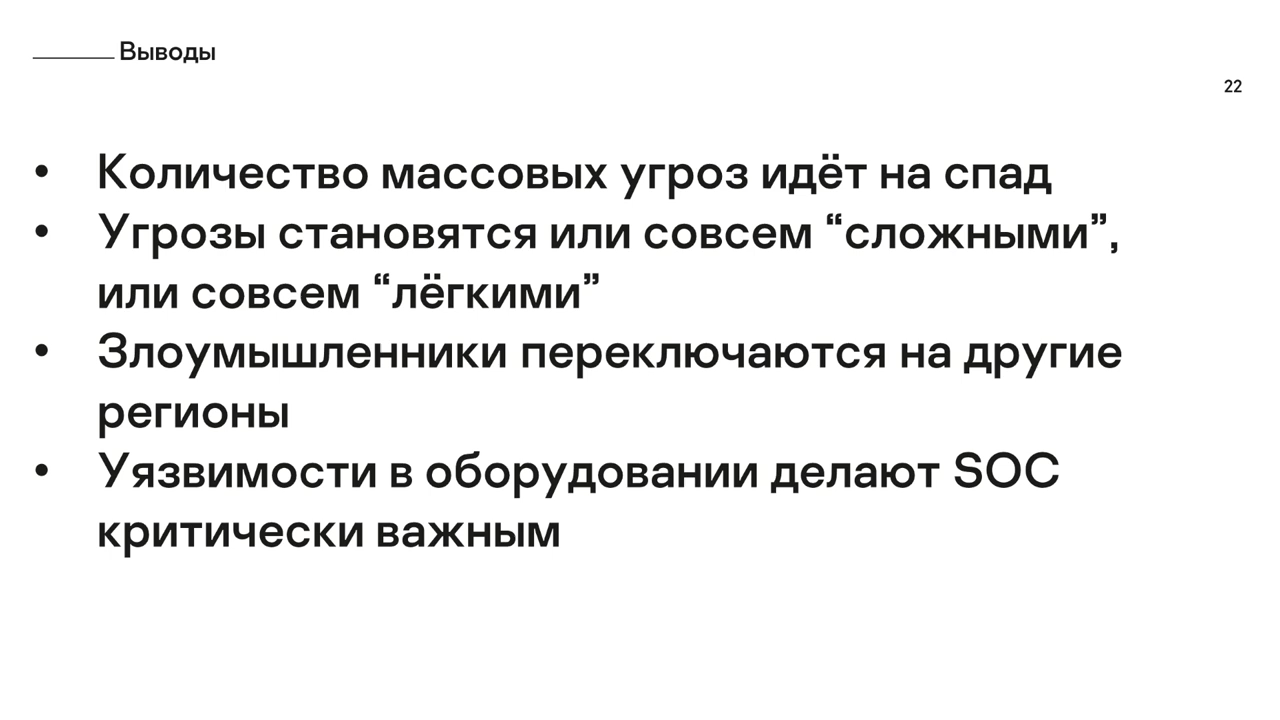 Выводы
22
• Количество массовых угроз идёт на спад
• Угрозы становятся или совсем “сложными”,
или совсем “лёгкими”
• Злоумышленники переключаются на другие
регионы
• Уязвимости в оборудовании делают SOC
критически важным